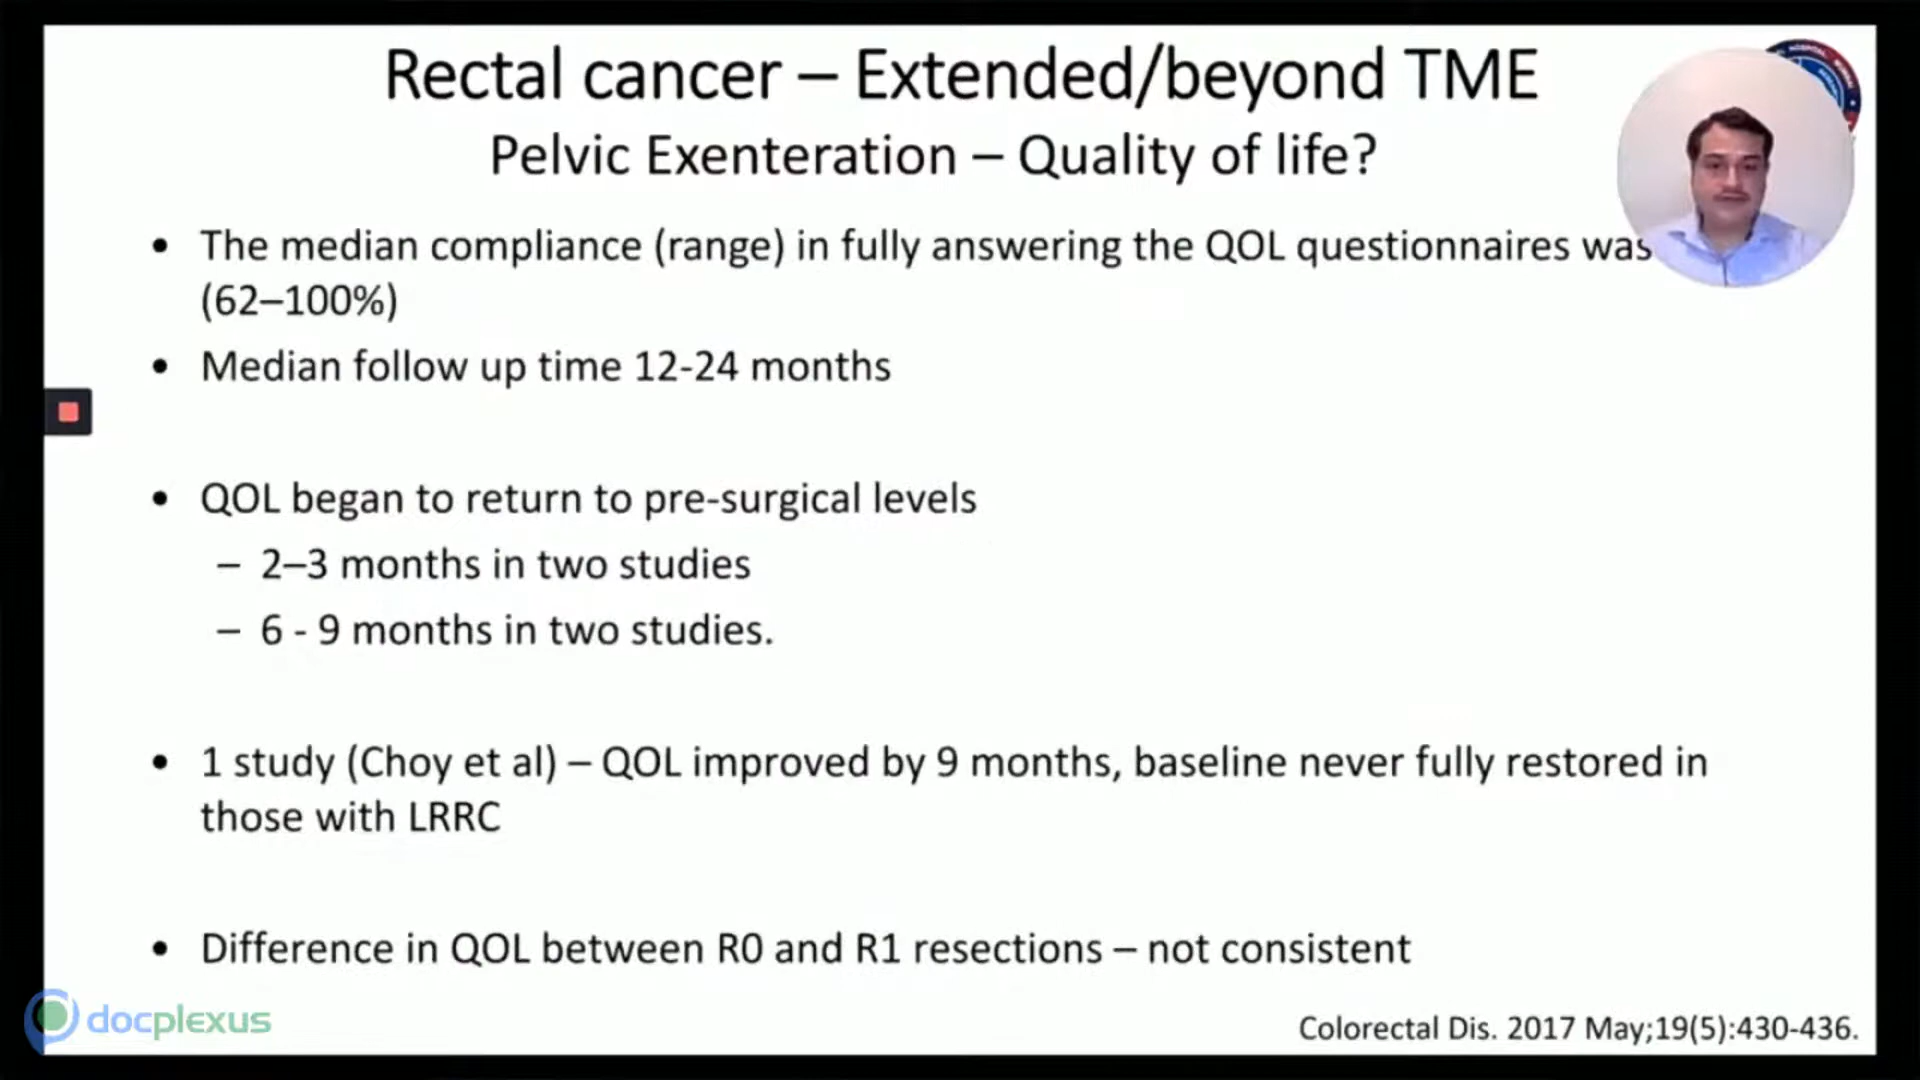 Rectal cancer – Extended/beyond TME
Pelvic Exenteration – Quality of life?
• The median compliance (range) in fully answering the QOL questionnaires was
(62–100%)
• Median follow up time 12-24 months
• QOL began to return to pre-surgical levels
– 2–3 months in two studies
– 6 - 9 months in two studies.
• 1 study (Choy et al) – QOL improved by 9 months, baseline never fully restored in
those with LRRC
• Difference in QOL between R0 and R1 resections – not consistent
docplexus
Colorectal Dis. 2017 May;19(5):430-436.